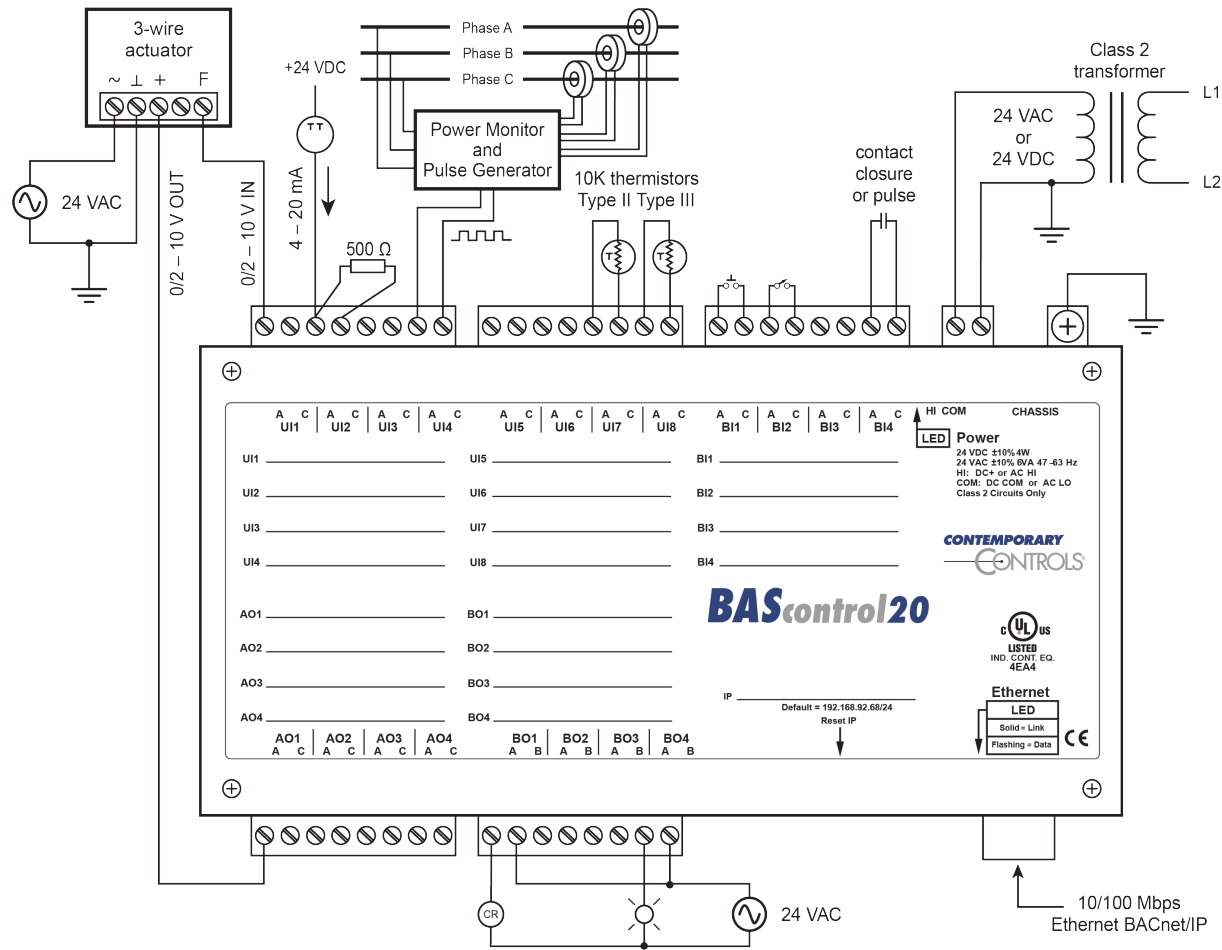 3-wire
actuator
~ ⊥ + F
24 VAC
0/2 – 10 V OUT
0/2 – 10 V IN
+24 VDC
TT
4 – 20 mA
500 Ω
Phase A
Phase B
Phase C
Power Monitor
and
Pulse Generator
10K thermistors
Type II Type III
T
T
contact
closure
or pulse
Class 2
transformer
24 VAC
or
24 VDC
L1
L2
A C A C A C A C
UI1 UI2 UI3 UI4
A C A C A C A C
UI5 UI6 UI7 UI8
A C A C A C A C
BI1 BI2 BI3 BI4
HI COM
CHASSIS
LED
Power
24 VDC ±10% 4W
24 VAC ±10% 6VA 47 -63 Hz
HI: DC+ or AC HI
COM: DC COM or AC LO
Class 2 Circuits Only
UI1
UI2
UI3
UI4
UI5
UI6
UI7
UI8
BI1
BI2
BI3
BI4
CONTEMPORARY
CONTROLS®
BAScontrol20
AO1
AO2
AO3
AO4
BO1
BO2
BO3
BO4
C UL US
LISTED
IND. CONT. EQ.
4EA4
IP
Default = 192.168.92.68/24
Reset IP
Ethernet
LED
Solid = Link
Flashing = Data
CE
AO1 AO2 AO3 AO4
A C A C A C A C
BO1 BO2 BO3 BO4
A B A B A B A B
CR
24 VAC
10/100 Mbps
Ethernet BACnet/IP